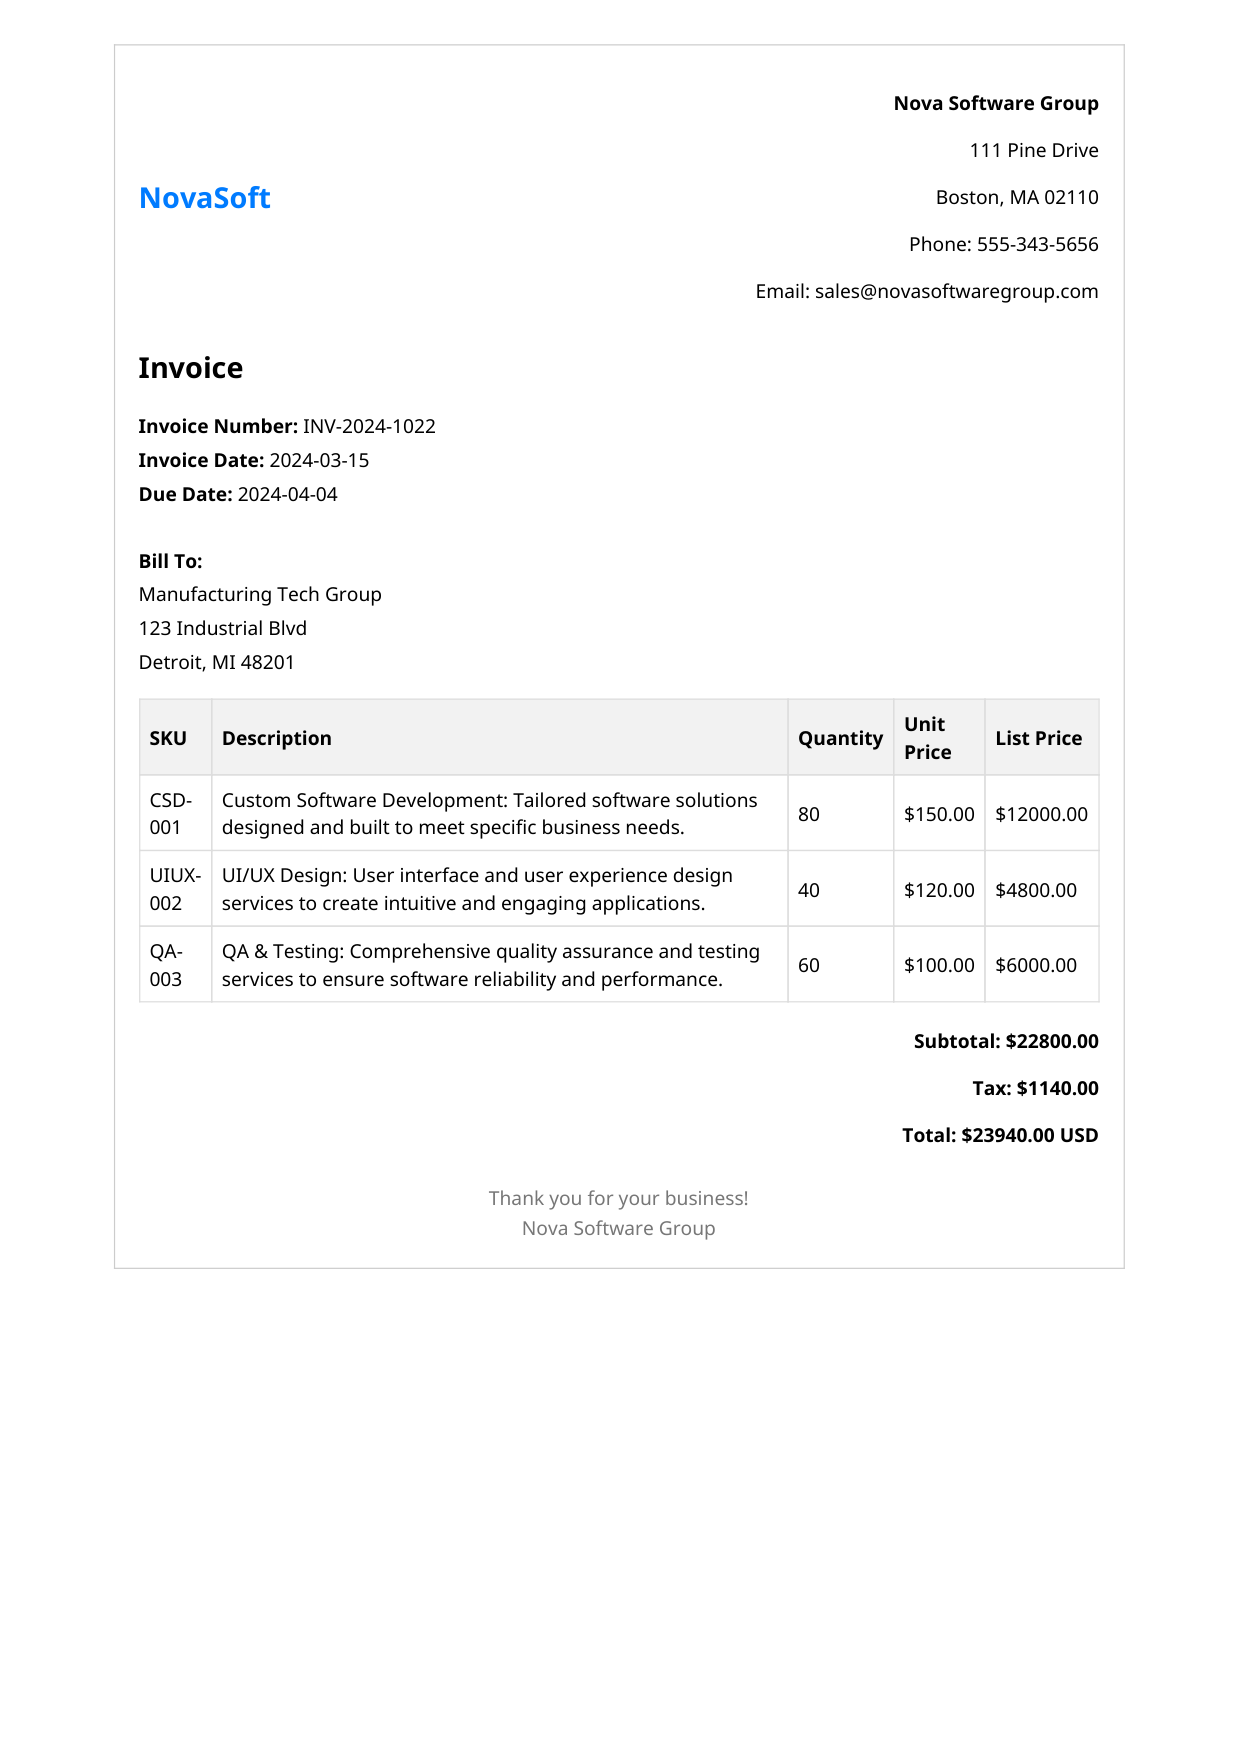 Nova Software Group
111 Pine Drive
NovaSoft
Boston, MA 02110
Phone: 555-343-5656
Email: sales@novasoftwaregroup.com
Invoice
Invoice Number: INV-2024-1022
Invoice Date: 2024-03-15
Due Date: 2024-04-04
Bill To:
Manufacturing Tech Group
123 Industrial Blvd
Detroit, MI 48201
SKU Description Quantity Unit Price List Price
CSD-001 Custom Software Development: Tailored software solutions designed and built to meet specific business needs. 80 $150.00 $12000.00
UIUX-002 UI/UX Design: User interface and user experience design services to create intuitive and engaging applications. 40 $120.00 $4800.00
QA-003 QA & Testing: Comprehensive quality assurance and testing services to ensure software reliability and performance. 60 $100.00 $6000.00
Subtotal: $22800.00
Tax: $1140.00
Total: $23940.00 USD
Thank you for your business!
Nova Software Group